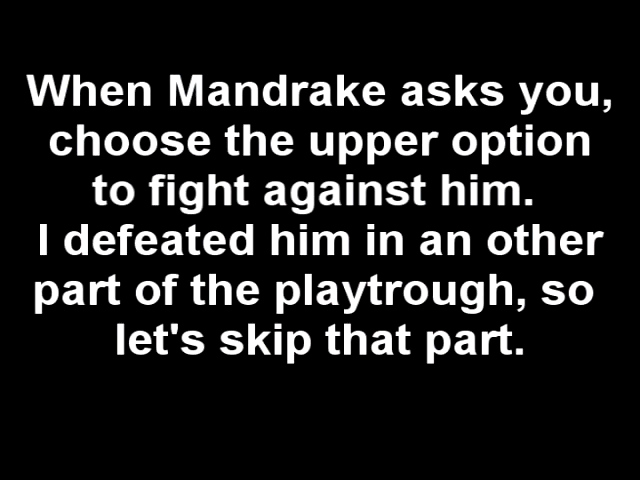 When Mandrake asks you,
choose the upper option
to fight against him.
I defeated him in an other
part of the playtrough, so
let's skip that part.